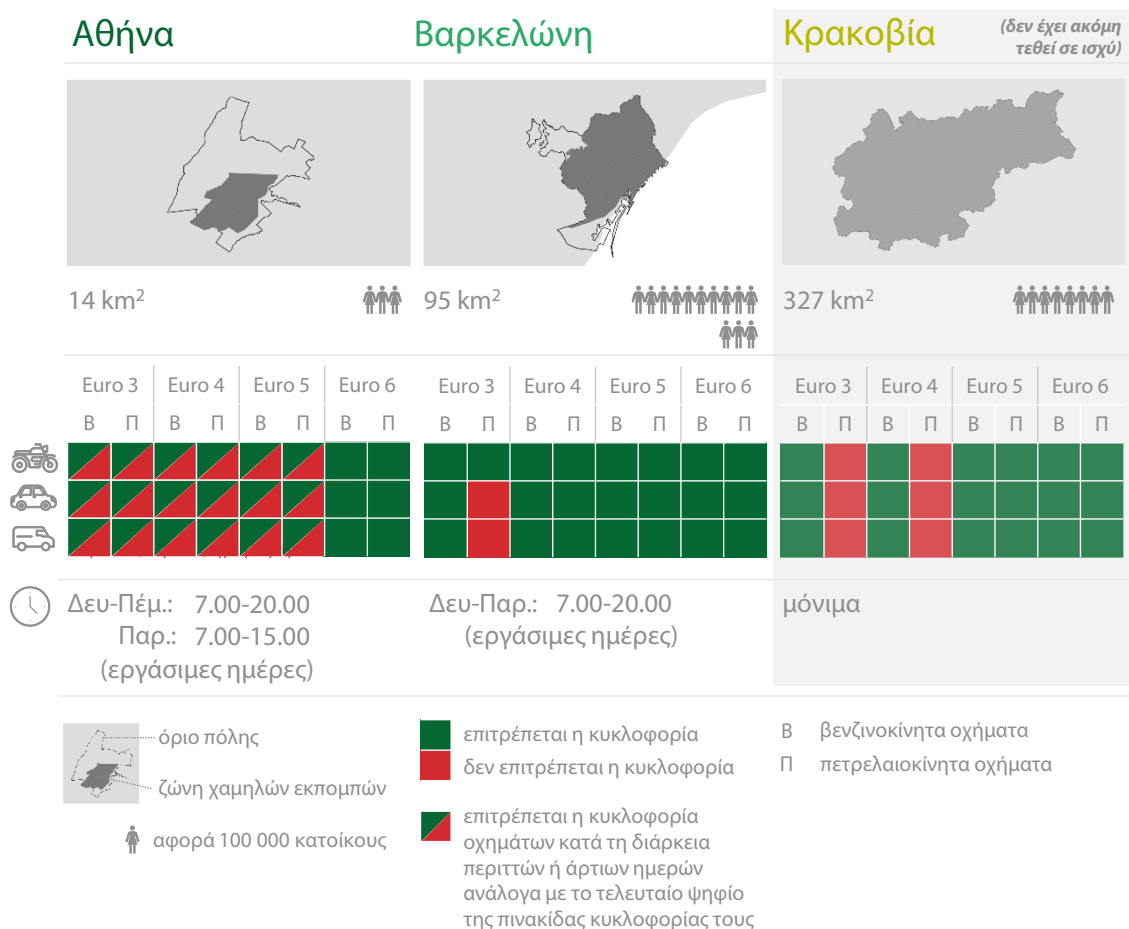 Αθήνα
Βαρκελώνη
Κρακοβία
(δεν έχει ακόμη
τεθεί σε ισχύ)
14 km²
95 km²
327 km²
Euro 3 Euro 4 Euro 5 Euro 6
Β Π Β Π Β Π Β Π
Euro 3 Euro 4 Euro 5 Euro 6
Β Π Β Π Β Π Β Π
Euro 3 Euro 4 Euro 5 Euro 6
Β Π Β Π Β Π Β Π
Δευ-Πέμ.: 7.00-20.00
Παρ.: 7.00-15.00
(εργάσιμες ημέρες)
Δευ-Παρ.: 7.00-20.00
(εργάσιμες ημέρες)
μόνιμα
όριο πόλης
ζώνη χαμηλών εκπομπών
αφορά 100 000 κατοίκους
επιτρέπεται η κυκλοφορία
δεν επιτρέπεται η κυκλοφορία
επιτρέπεται η κυκλοφορία
οχημάτων κατά τη διάρκεια
περιττών ή άρτιων ημερών
ανάλογα με το τελευταίο ψηφίο
της πινακίδας κυκλοφορίας τους
Β βενζινοκίνητα οχήματα
Π πετρελαιοκίνητα οχήματα